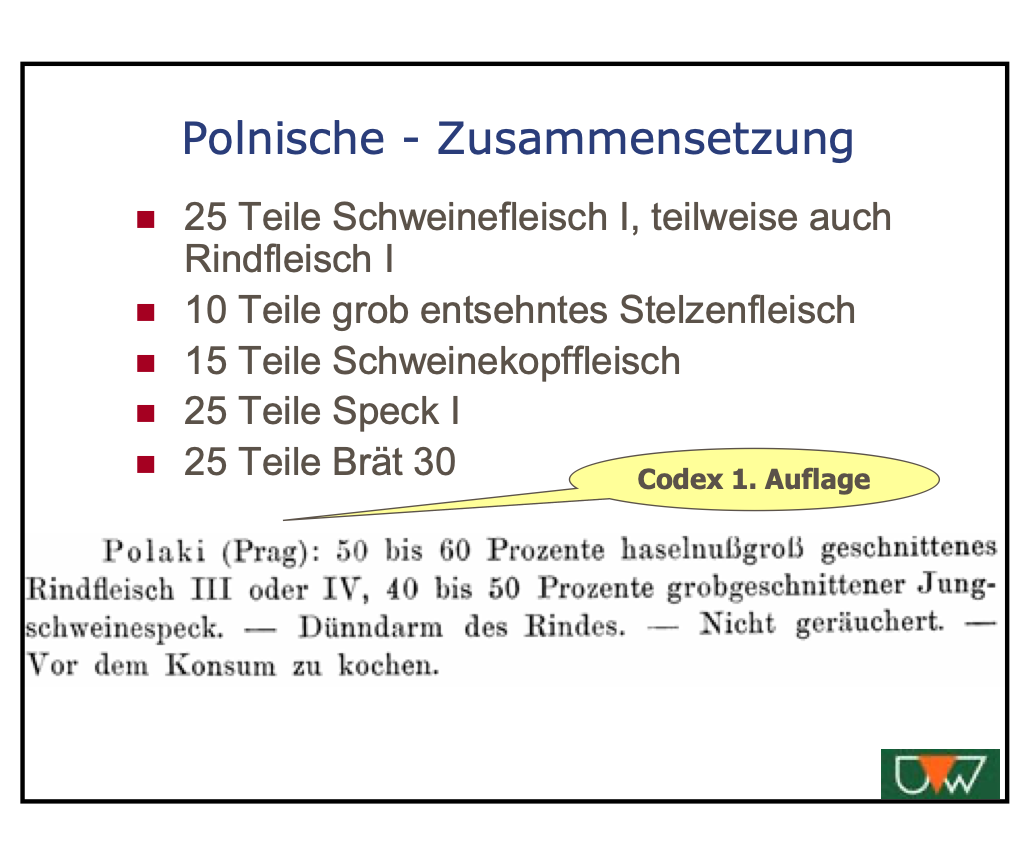 Polnische - Zusammensetzung
25 Teile Schweinefleisch I, teilweise auch
Rindfleisch I
10 Teile grob entsehntes Stelzenfleisch
15 Teile Schweinekopffleisch
25 Teile Speck I
25 Teile Brät 30
Codex 1. Auflage
Polaki (Prag): 50 bis 60 Prozente haselnußgroß geschnittenes
Rindfleisch III oder IV, 40 bis 50 Prozente grobgeschnittener Jung-
schweinespeck. — Dünndarm des Rindes. — Nicht geräuchert. —
Vor dem Konsum zu kochen.